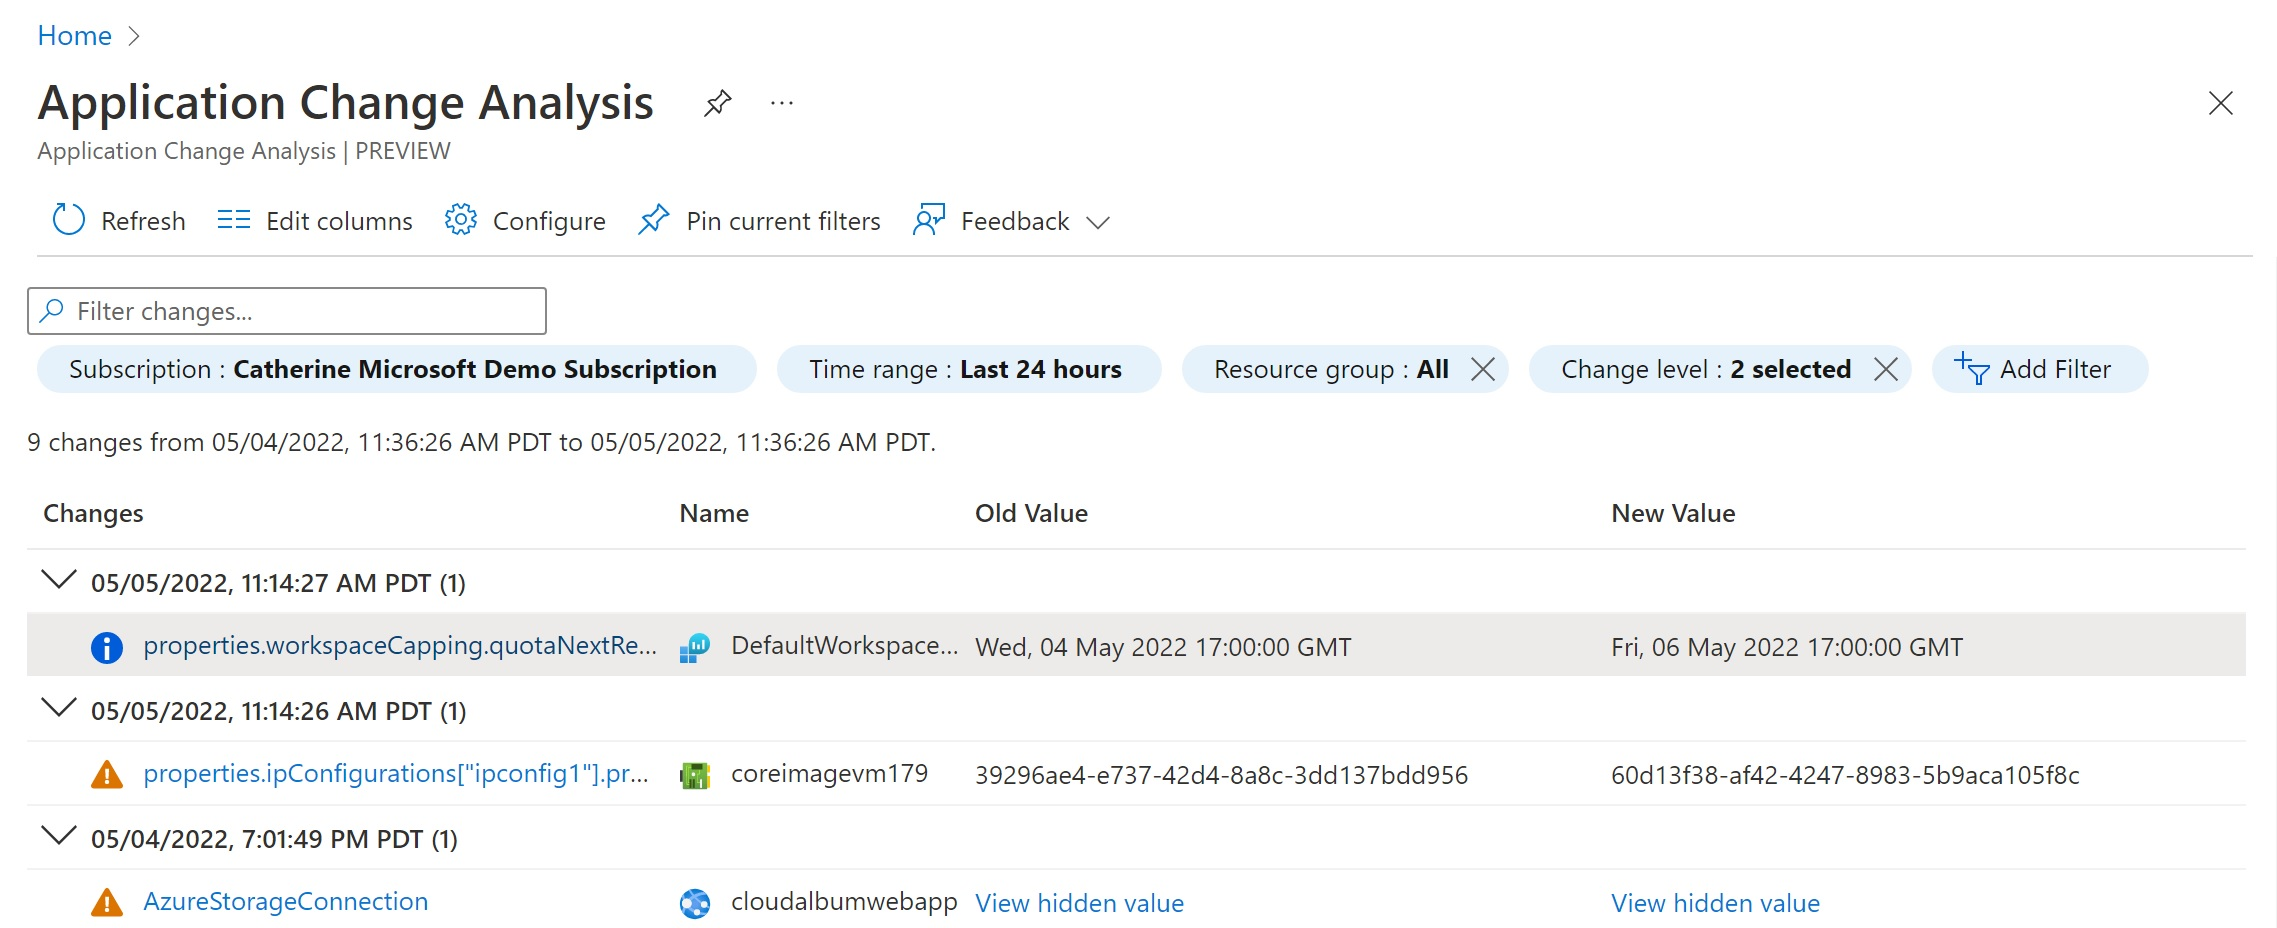 Home
Application Change Analysis
Application Change Analysis | PREVIEW
Refresh Edit columns Configure Pin current filters Feedback
Filter changes...
Subscription : Catherine Microsoft Demo Subscription Time range : Last 24 hours Resource group : All Change level : 2 selected Add Filter
9 changes from 05/04/2022, 11:36:26 AM PDT to 05/05/2022, 11:36:26 AM PDT.
Changes Name Old Value New Value
05/05/2022, 11:14:27 AM PDT (1)
properties.workspaceCapping.quotaNextRe... DefaultWorkspace... Wed, 04 May 2022 17:00:00 GMT Fri, 06 May 2022 17:00:00 GMT
05/05/2022, 11:14:26 AM PDT (1)
properties.ipConfigurations["ipconfig1"].pr... coreimagevm179 39296ae4-e737-42d4-8a8c-3dd137bdd956 60d13f38-af42-4247-8983-5b9aca105f8c
05/04/2022, 7:01:49 PM PDT (1)
AzureStorageConnection cloudalbumwebapp View hidden value View hidden value